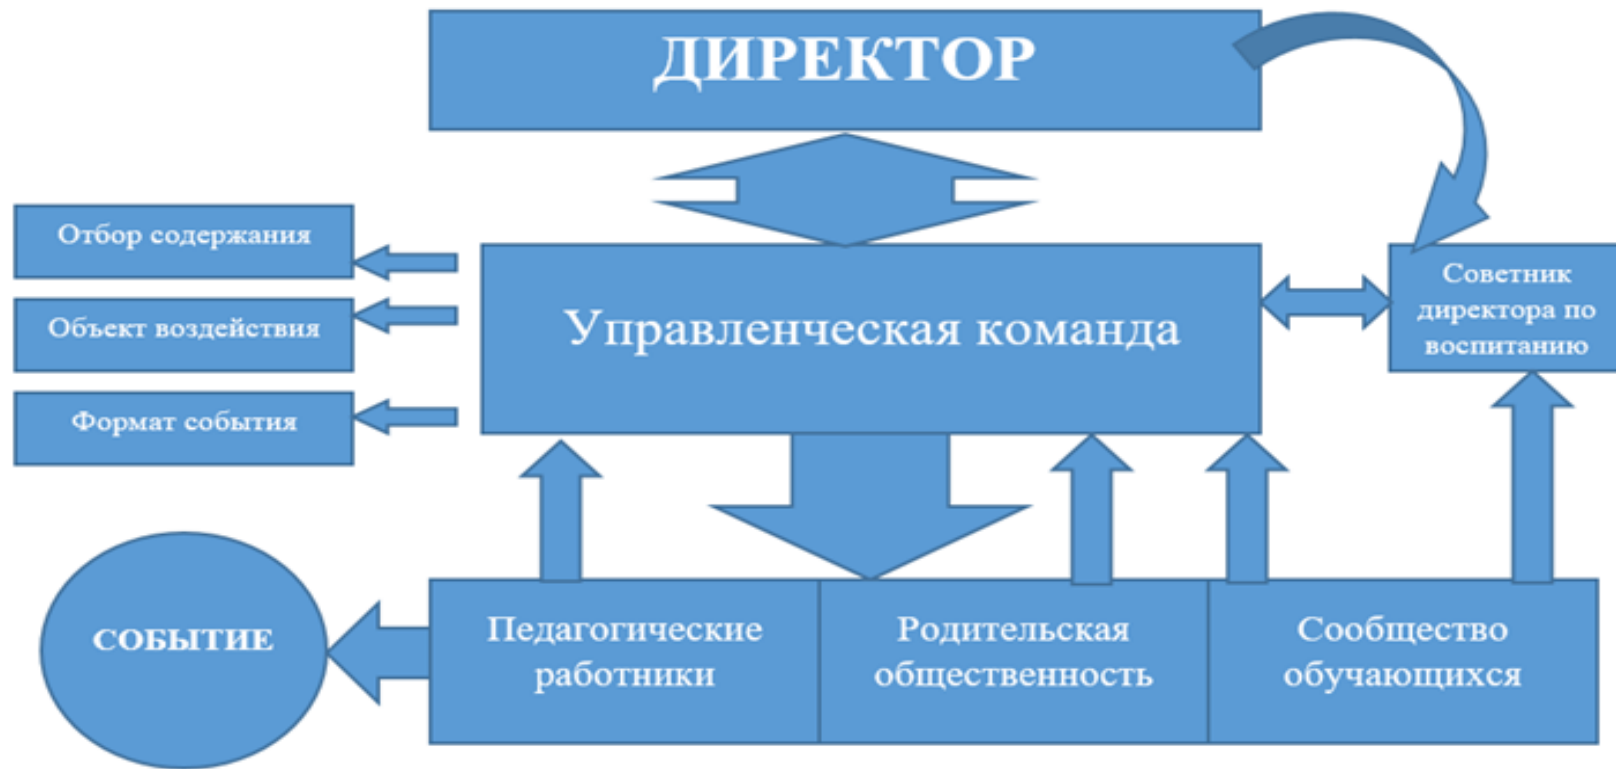 ДИРЕКТОР
Отбор содержания
Объект воздействия
Формат события
Управленческая команда
Советник
директора по
воспитанию
СОБЫТИЕ
Педагогические
работники
Родительская
общественность
Сообщество
обучающихся